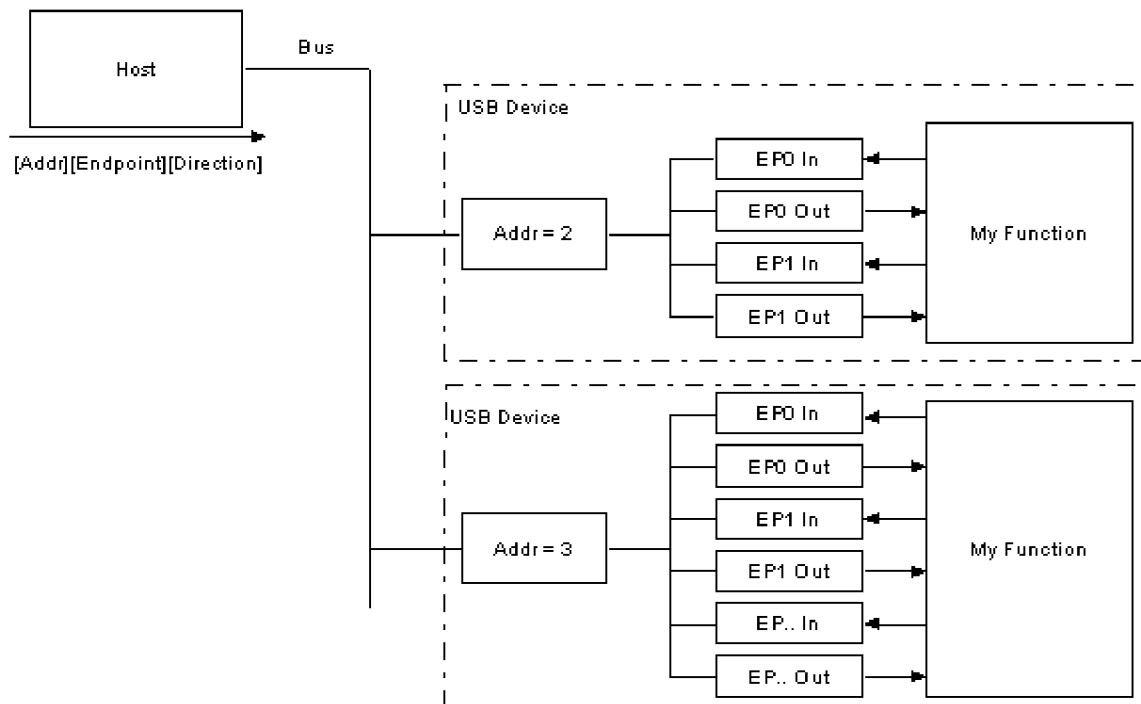 Host
Bus
[Addr][Endpoint][Direction]
USB Device
Addr = 2
EP0 In
EP0 Out
EP1 In
EP1 Out
My Function
USB Device
Addr = 3
EP0 In
EP0 Out
EP1 In
EP1 Out
EP.. In
EP.. Out
My Function